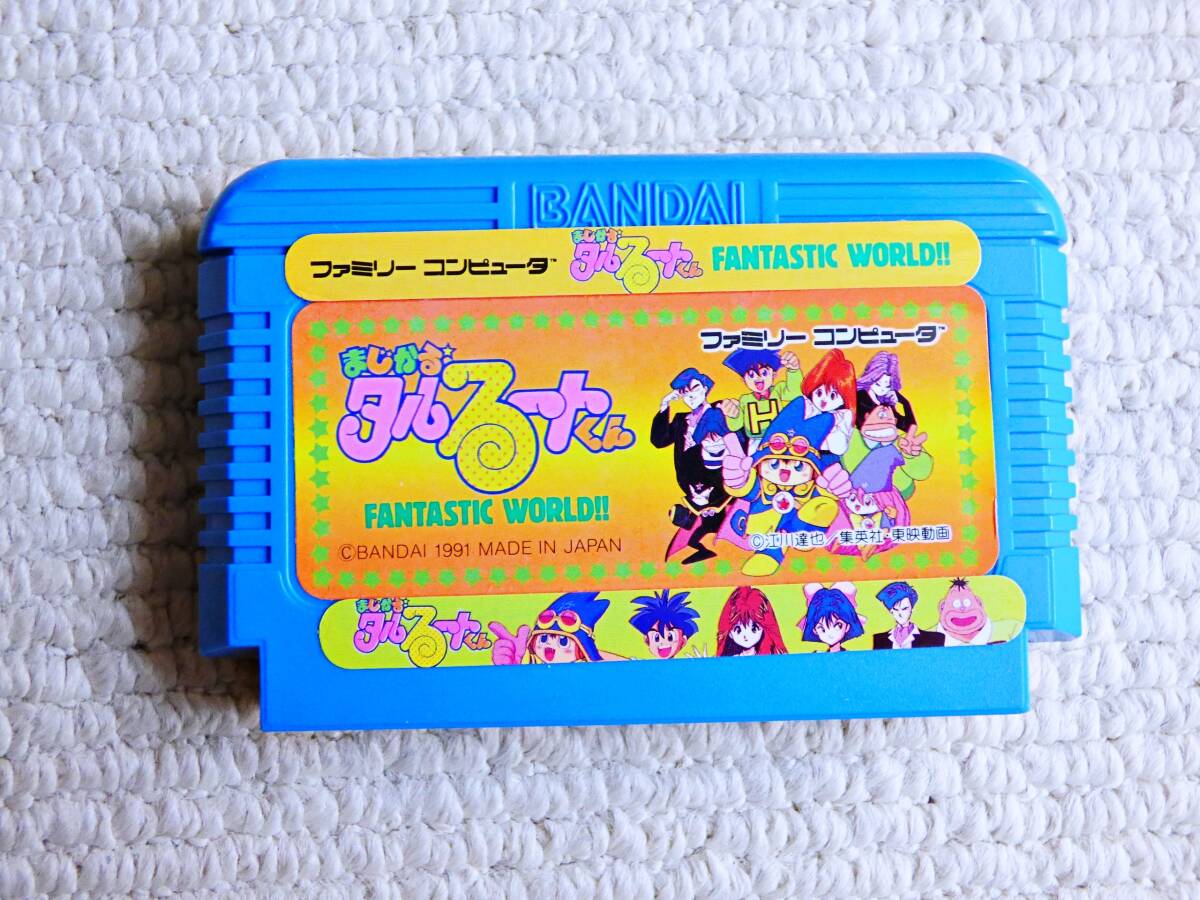 BANDAI
ファミリー コンピュータ™ まじかる☆タルるートくん FANTASTIC WORLD!!
ファミリー コンピュータ™
まじかる☆
タルるートくん
FANTASTIC WORLD!!
H
©BANDAI 1991 MADE IN JAPAN
©江川達也/集英社・東映動画
まじかる☆
タルるートくん